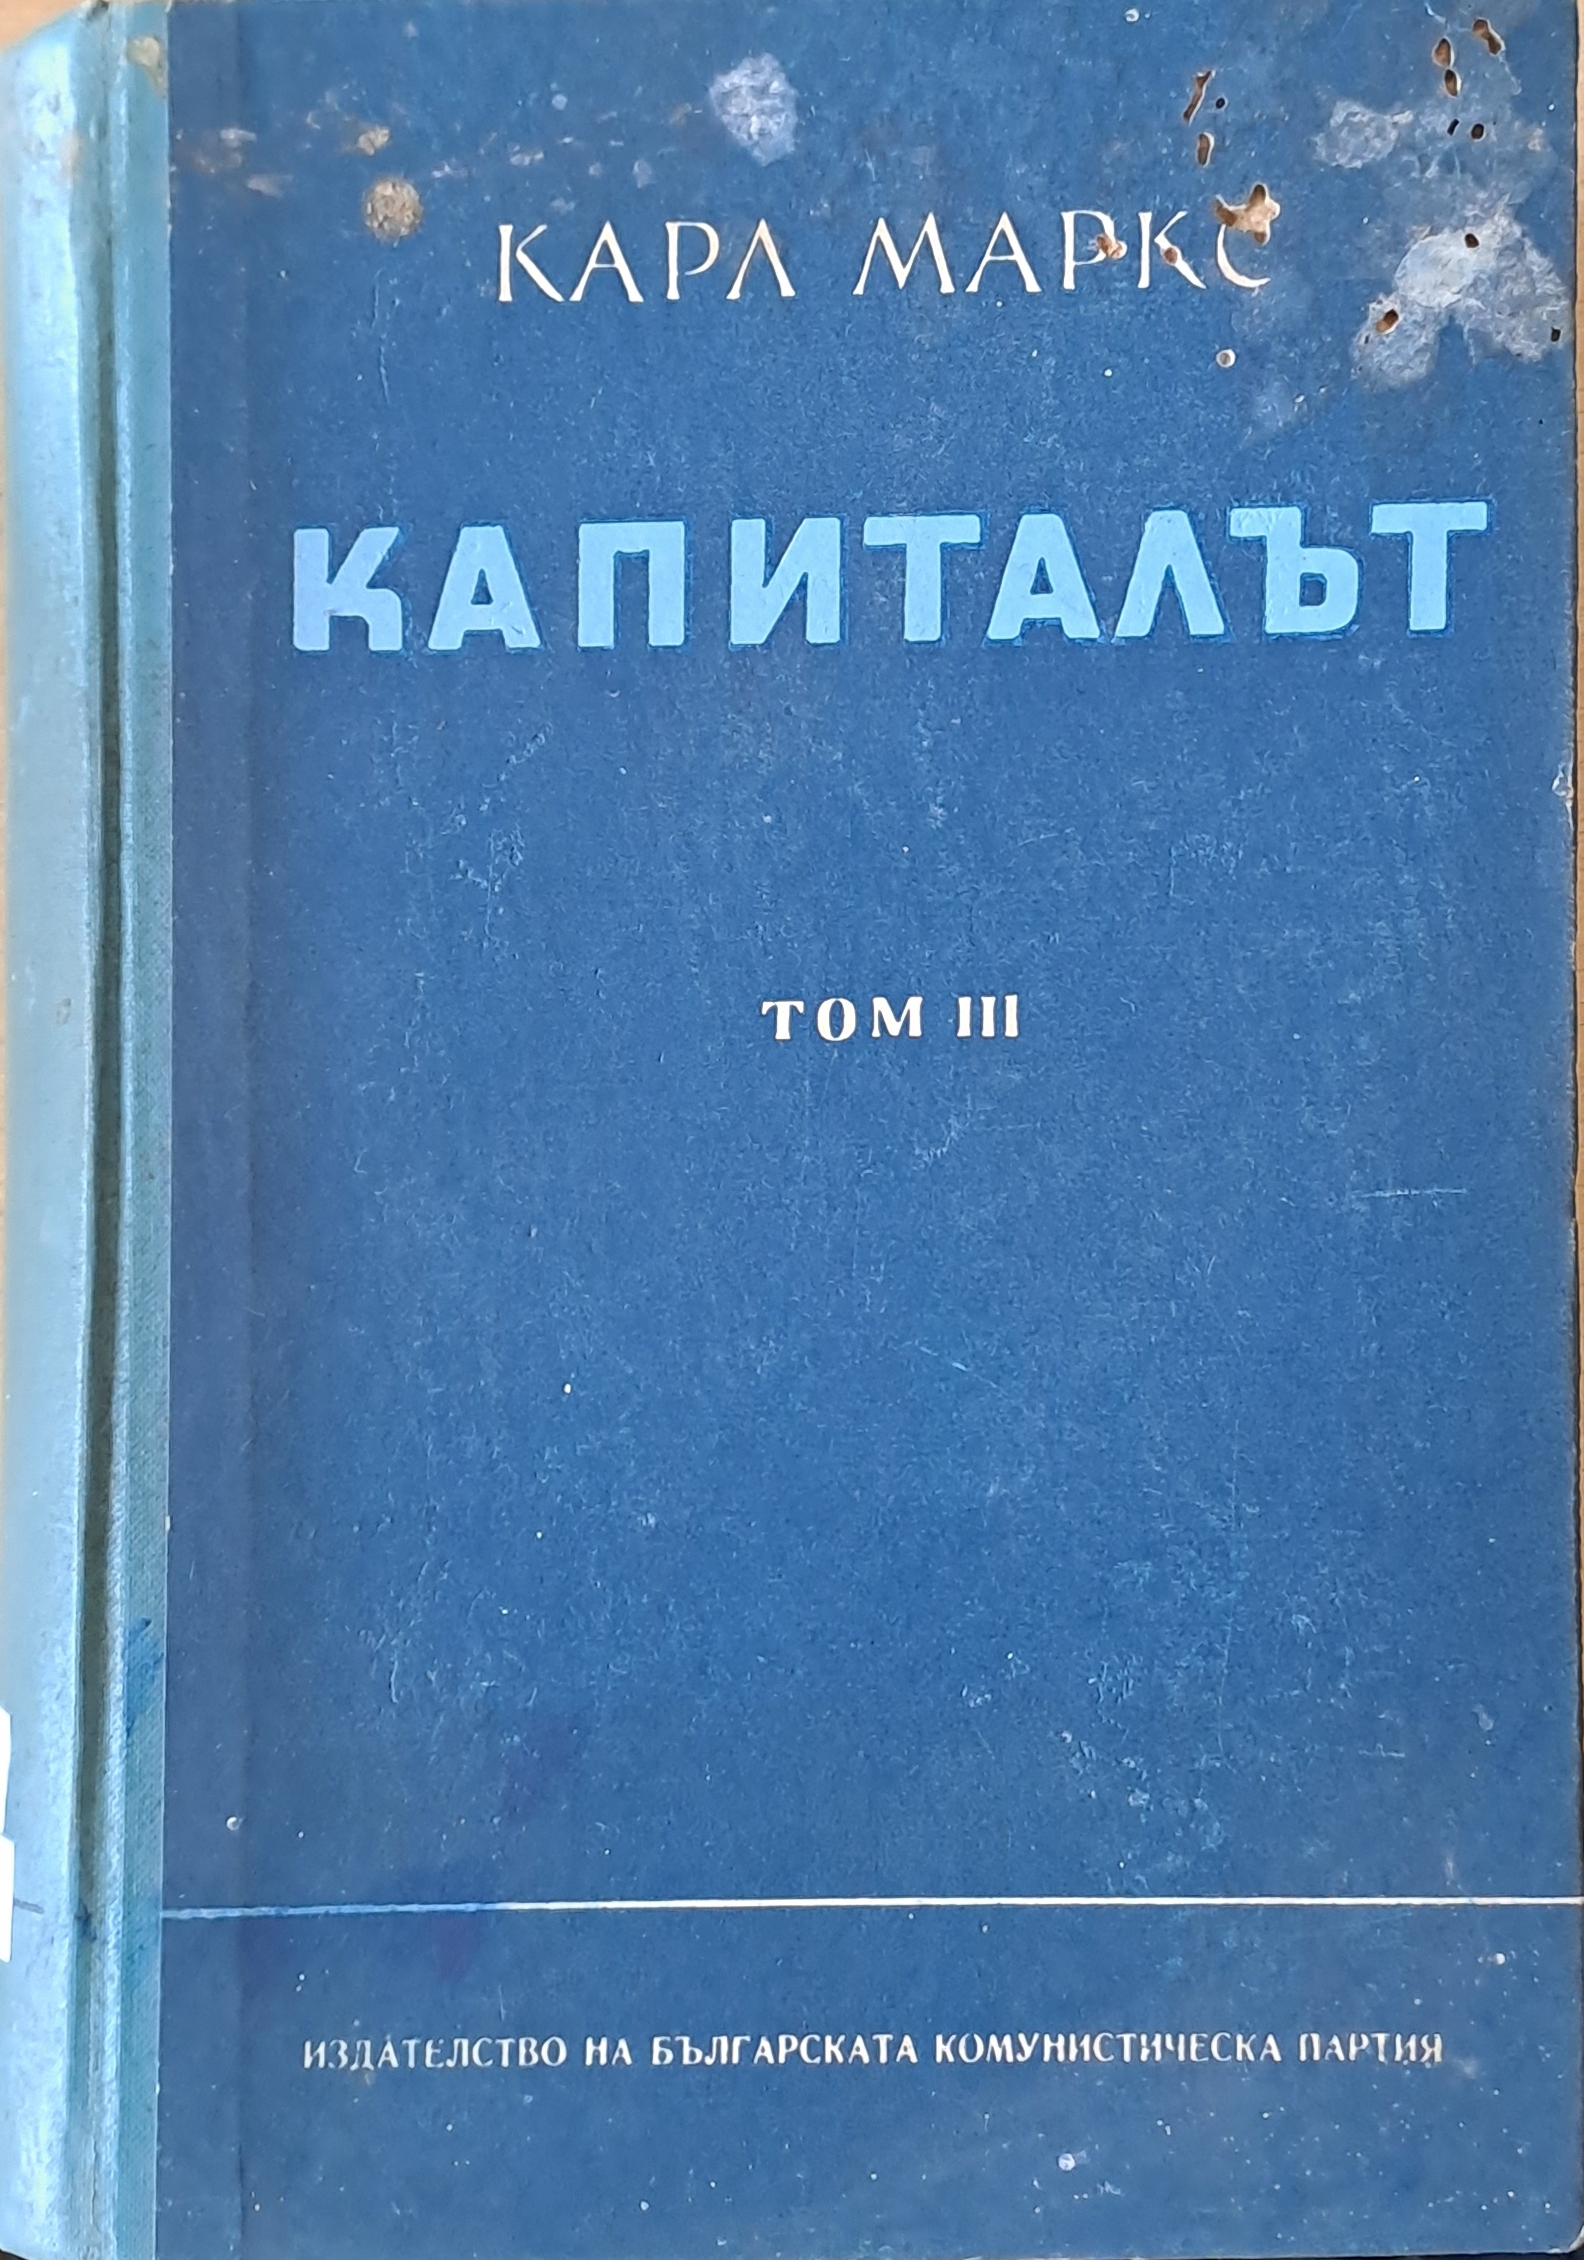 КАРЛ МАРКС
КАПИТАЛЪТ
ТОМ III
ИЗДАТЕЛСТВО НА БЪЛГАРСКАТА КОМУНИСТИЧЕСКА ПАРТИЯ